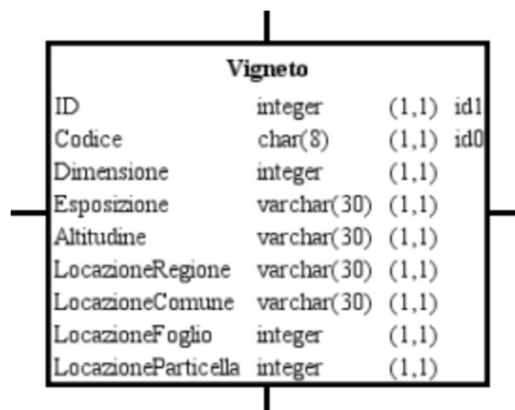 Vigneto
ID integer (1,1) id1
Codice char(8) (1,1) id0
Dimensione integer (1,1)
Esposizione varchar(30) (1,1)
Altitudine varchar(30) (1,1)
LocazioneRegione varchar(30) (1,1)
LocazioneComune varchar(30) (1,1)
LocazioneFoglio integer (1,1)
LocazioneParticella integer (1,1)